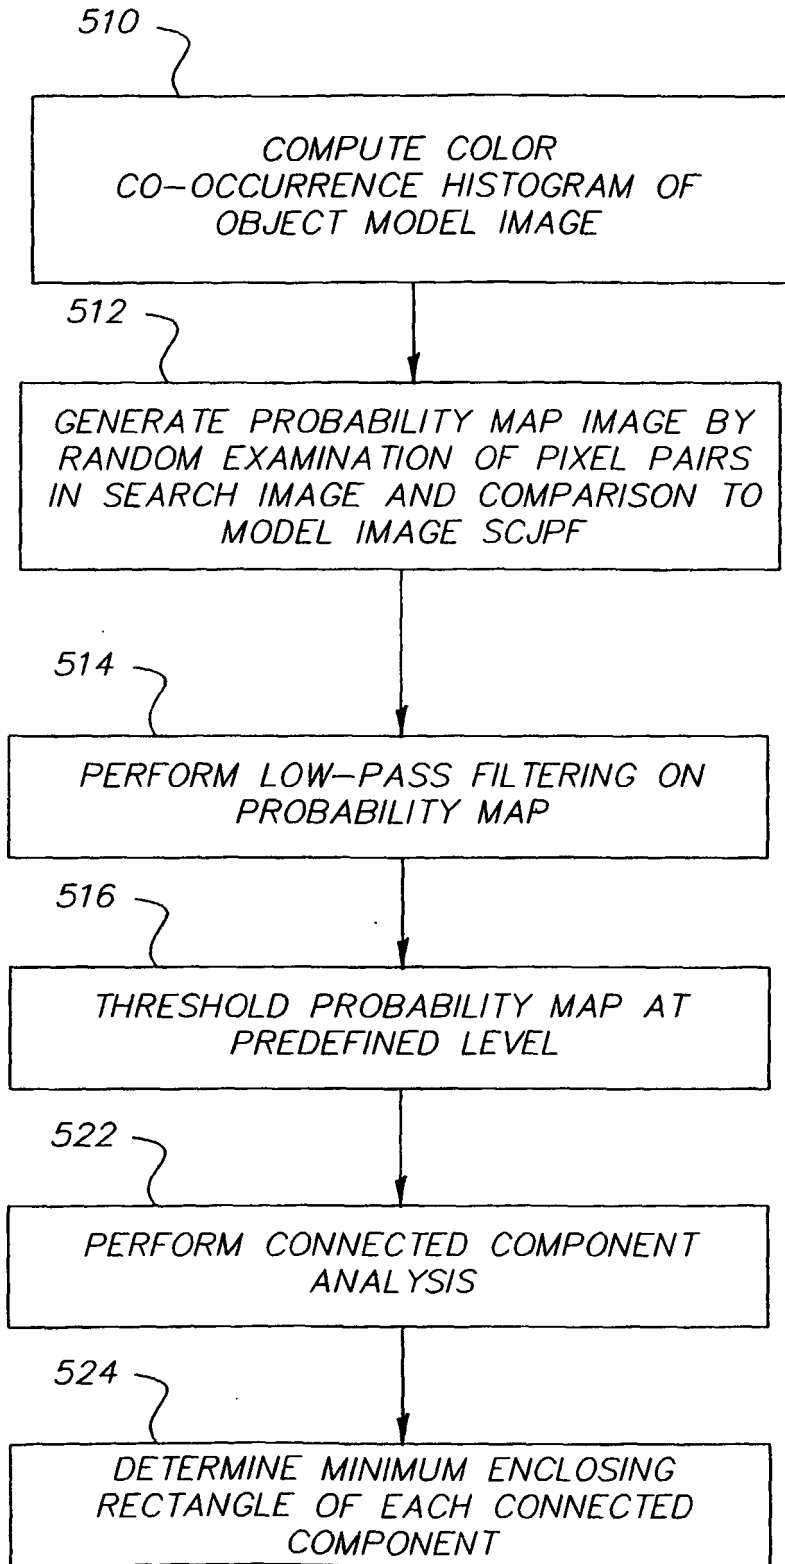 510
COMPUTE COLOR
CO-OCCURRENCE HISTOGRAM OF
OBJECT MODEL IMAGE
512
GENERATE PROBABILITY MAP IMAGE BY
RANDOM EXAMINATION OF PIXEL PAIRS
IN SEARCH IMAGE AND COMPARISON TO
MODEL IMAGE SCJPF
514
PERFORM LOW-PASS FILTERING ON
PROBABILITY MAP
516
THRESHOLD PROBABILITY MAP AT
PREDEFINED LEVEL
522
PERFORM CONNECTED COMPONENT
ANALYSIS
524
DETERMINE MINIMUM ENCLOSING
RECTANGLE OF EACH CONNECTED
COMPONENT